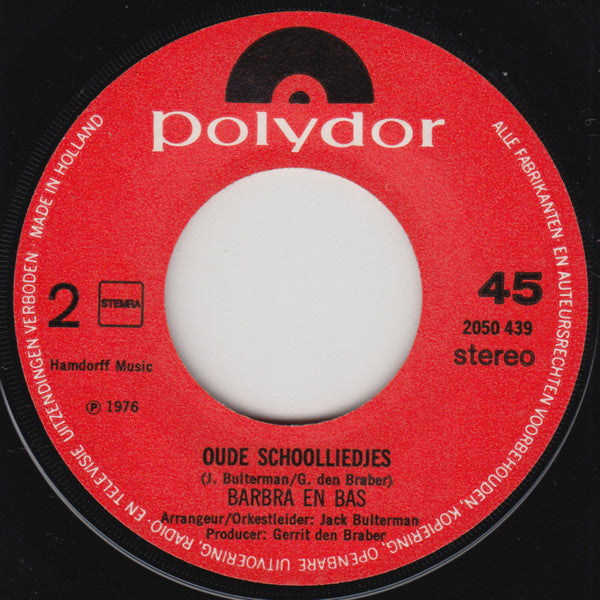 polydor
MADE IN HOLLAND
ALLE FABRIKANTEN- EN AUTEURSRECHTEN VOORBEHOUDEN, KOPIERING, OPENBARE UITVOERING, RADIO- EN TELEVISIE UITZENDINGEN VERBODEN ·
2
STEMRA
45
2050 439
stereo
Hamdorff Music
℗ 1976
OUDE SCHOOLLIEDJES
(J. Bulterman/G. den Braber)
BARBRA EN BAS
Arrangeur/Orkestleider: Jack Bulterman
Producer: Gerrit den Braber